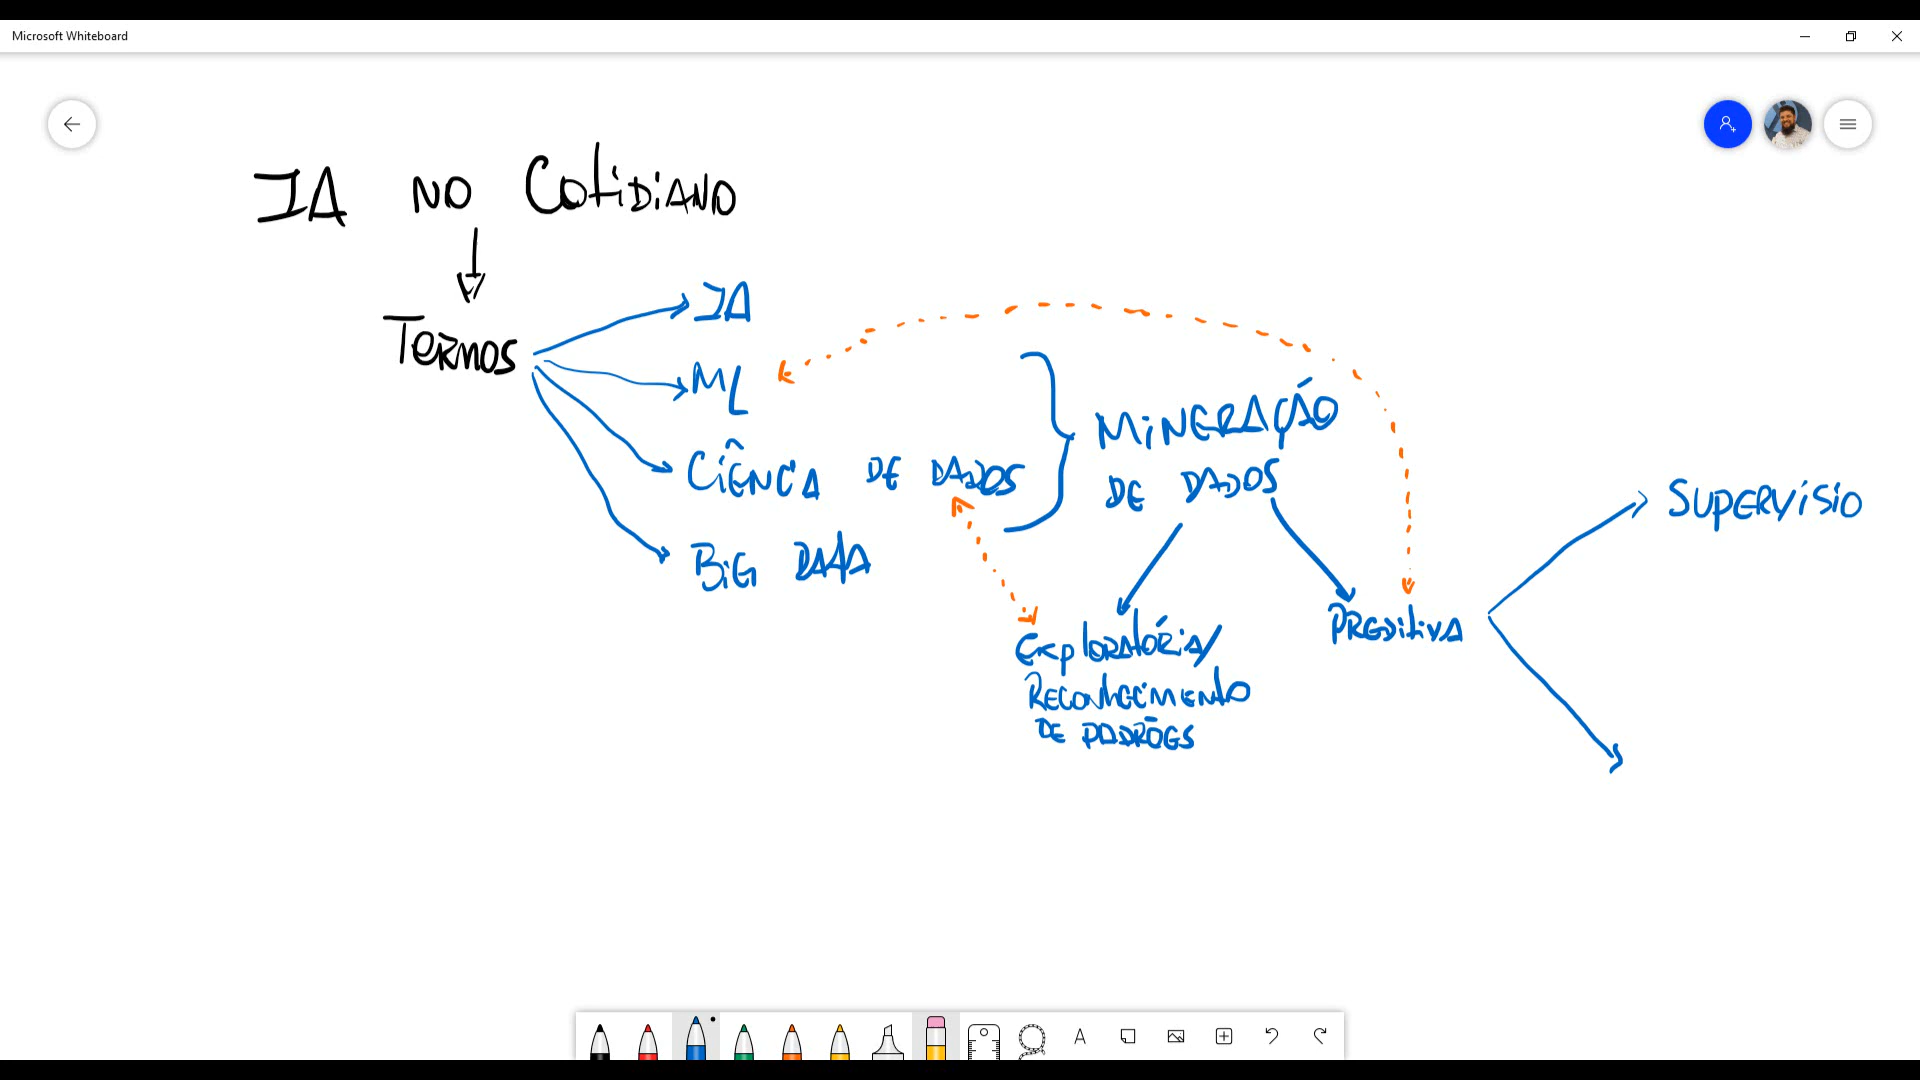 Microsoft Whiteboard
IA NO COTIDIANO
TERMOS
IA
ML
CIÊNCIA DE DADOS
BIG DATA
MINERAÇÃO
DE DADOS
EXPLORATÓRIA/
RECONHECIMENTO
DE PADRÕES
PREDITIVA
SUPERVISIO
A